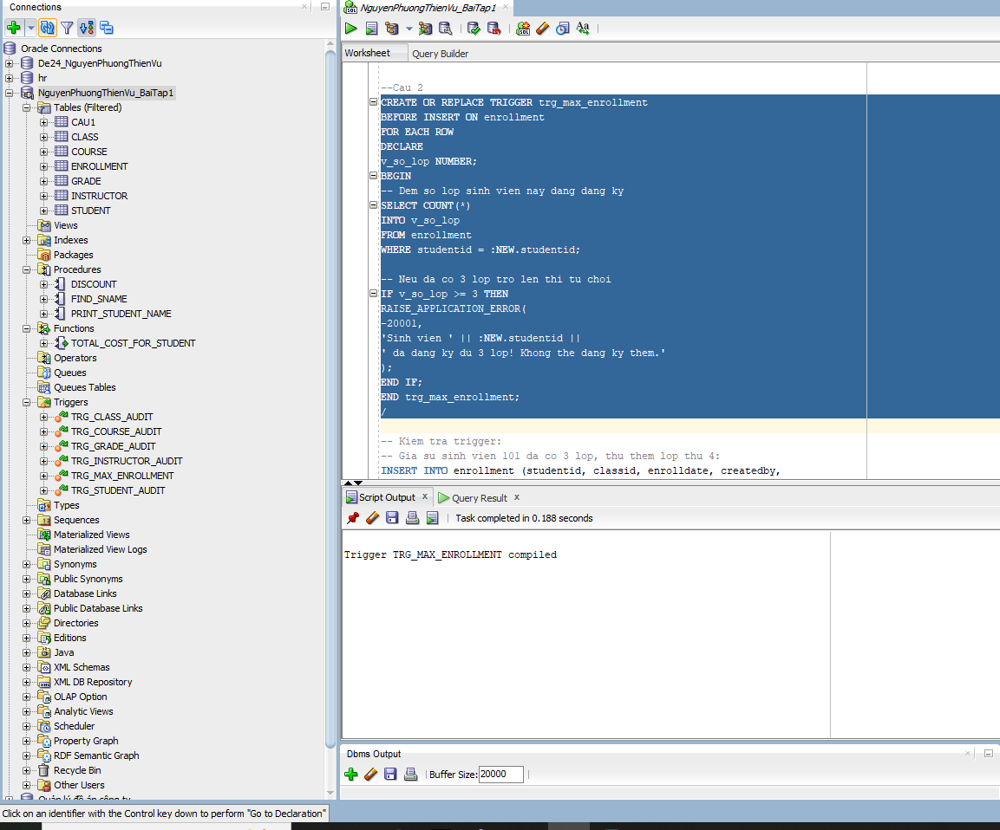 Connections
Oracle Connections
De24_NguyenPhuongThienVu
hr
NguyenPhuongThienVu_BaiTap1
Tables (Filtered)
CAU1
CLASS
COURSE
ENROLLMENT
GRADE
INSTRUCTOR
STUDENT
Views
Indexes
Packages
Procedures
DISCOUNT
FIND_SNAME
PRINT_STUDENT_NAME
Functions
TOTAL_COST_FOR_STUDENT
Operators
Queues
Queues Tables
Triggers
TRG_CLASS_AUDIT
TRG_COURSE_AUDIT
TRG_GRADE_AUDIT
TRG_INSTRUCTOR_AUDIT
TRG_MAX_ENROLLMENT
TRG_STUDENT_AUDIT
Types
Sequences
Materialized Views
Materialized View Logs
Synonyms
Public Synonyms
Database Links
Public Database Links
Directories
Editions
Java
XML Schemas
XML DB Repository
OLAP Option
Analytic Views
Scheduler
Property Graph
RDF Semantic Graph
Recycle Bin
Other Users
Quản lý đồ án công ty
Click on an identifier with the Control key down to perform "Go to Declaration"
NguyenPhuongThienVu_BaiTap1
Worksheet Query Builder
--Cau 2
CREATE OR REPLACE TRIGGER trg_max_enrollment
BEFORE INSERT ON enrollment
FOR EACH ROW
DECLARE
v_so_lop NUMBER;
BEGIN
-- Dem so lop sinh vien nay dang dang ky
SELECT COUNT(*)
INTO v_so_lop
FROM enrollment
WHERE studentid = :NEW.studentid;
-- Neu da co 3 lop tro len thi tu choi
IF v_so_lop >= 3 THEN
RAISE_APPLICATION_ERROR(
-20001,
'Sinh vien ' || :NEW.studentid ||
' da dang ky du 3 lop! Khong the dang ky them.'
);
END IF;
END trg_max_enrollment;
/
-- Kiem tra trigger:
-- Gia su sinh vien 101 da co 3 lop, thu them lop thu 4:
INSERT INTO enrollment (studentid, classid, enrolldate, createdby,
Script Output x Query Result x
Task completed in 0.188 seconds
Trigger TRG_MAX_ENROLLMENT compiled
Dbms Output
Buffer Size: 20000